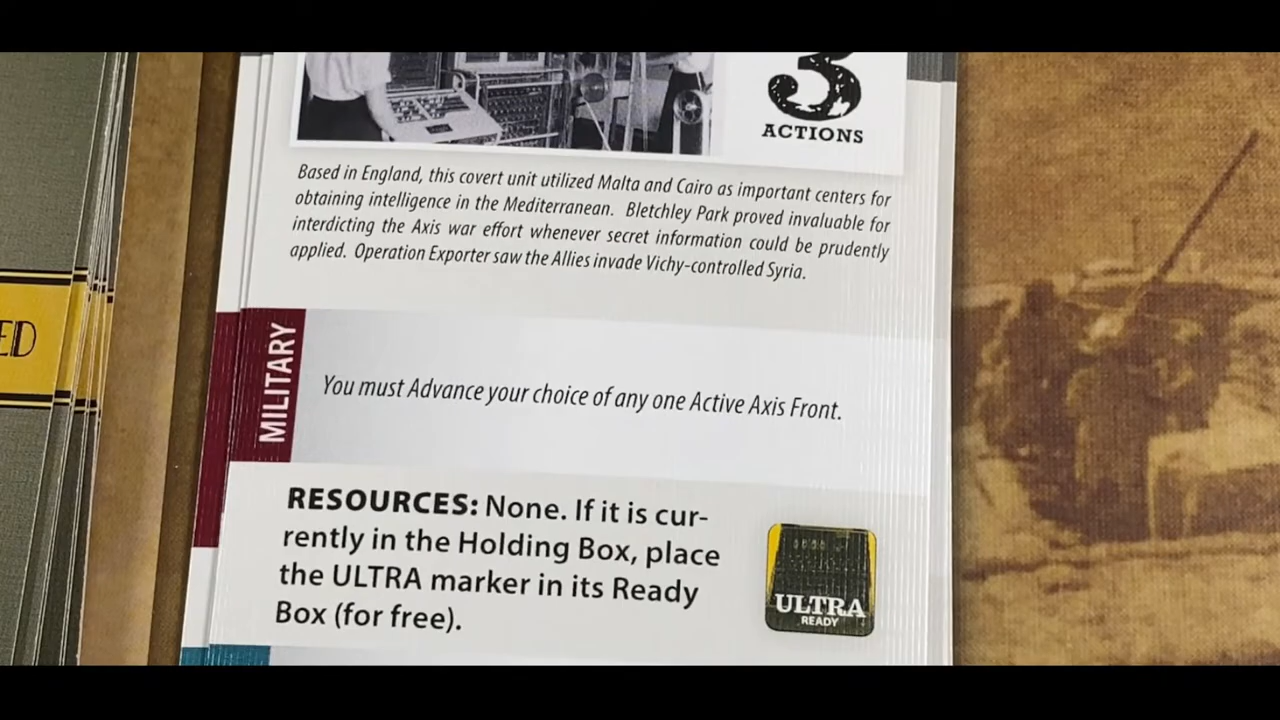 3
ACTIONS
Based in England, this covert unit utilized Malta and Cairo as important centers for
obtaining intelligence in the Mediterranean. Bletchley Park proved invaluable for
interdicting the Axis war effort whenever secret information could be prudently
applied. Operation Exporter saw the Allies invade Vichy-controlled Syria.
ED
MILITARY
You must Advance your choice of any one Active Axis Front.
RESOURCES: None. If it is cur-
rently in the Holding Box, place
the ULTRA marker in its Ready
Box (for free).
ULTRA
READY